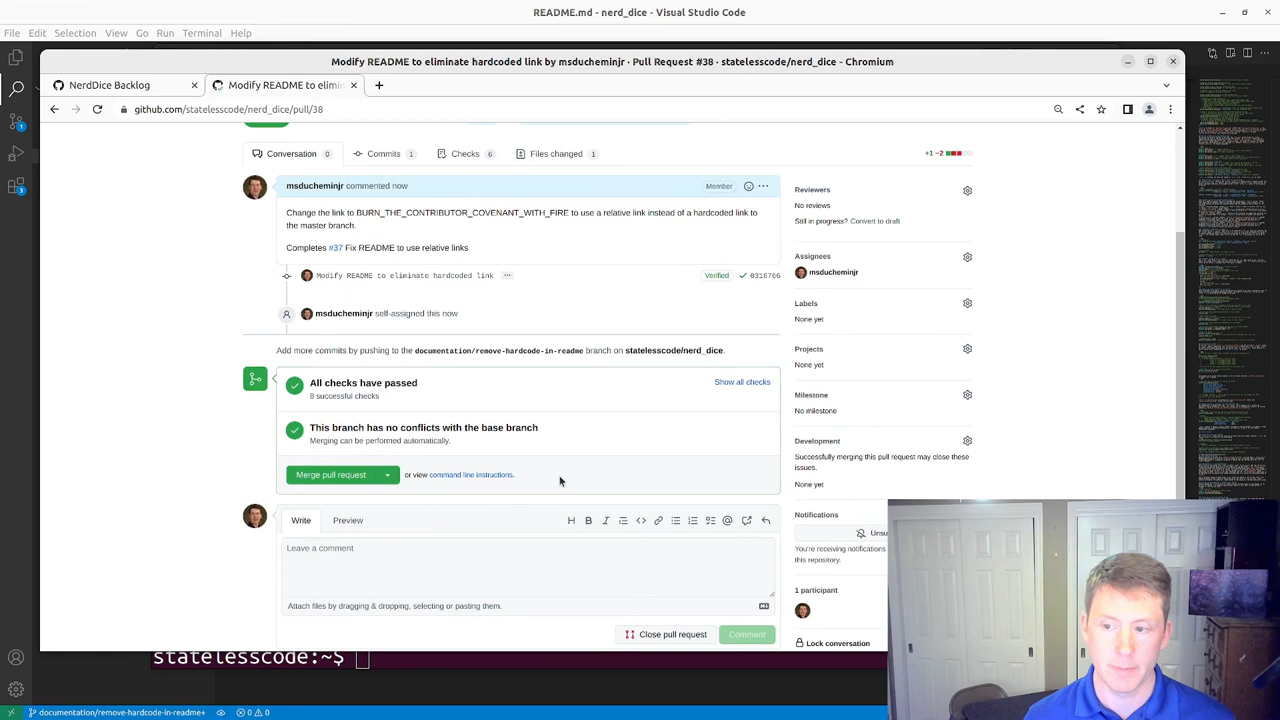 README.md - nerd_dice - Visual Studio Code
File Edit Selection View Go Run Terminal Help
Modify README to eliminate hardcoded link by msducheminjr · Pull Request #38 · statelesscode/nerd_dice - Chromium
NerdDice Backlog
Modify README to elimin
github.com/statelesscode/nerd_dice/pull/38
Conversation 0
Commits 1
Checks 6
Files changed 1
+1 −2
msducheminjr commented now
Member
Change the link to BURN_THE_CONTRIBUTOR_COVENANT_WITH_FIRE to use a relative link instead of a hardcoded link to
the master branch.
Completes #37 Fix README to use relative links
Modify README to eliminate hardcoded link
Verified
0316766
msducheminjr self-assigned this now
Add more commits by pushing to the documentation/remove-hardcode-in-readme branch on statelesscode/nerd_dice.
All checks have passed
8 successful checks
Show all checks
This branch has no conflicts with the base branch
Merging can be performed automatically.
Merge pull request
or view command line instructions.
Write
Preview
Leave a comment
Attach files by dragging & dropping, selecting or pasting them.
Close pull request
Comment
Reviewers
No reviews
Still in progress? Convert to draft
Assignees
msducheminjr
Labels
None yet
Projects
None yet
Milestone
No milestone
Development
Successfully merging this pull request may close these
issues.
None yet
Notifications
Unsu
You're receiving notifications
this repository.
1 participant
Lock conversation
statelesscode:~$
documentation/remove-hardcode-in-readme+
0 0